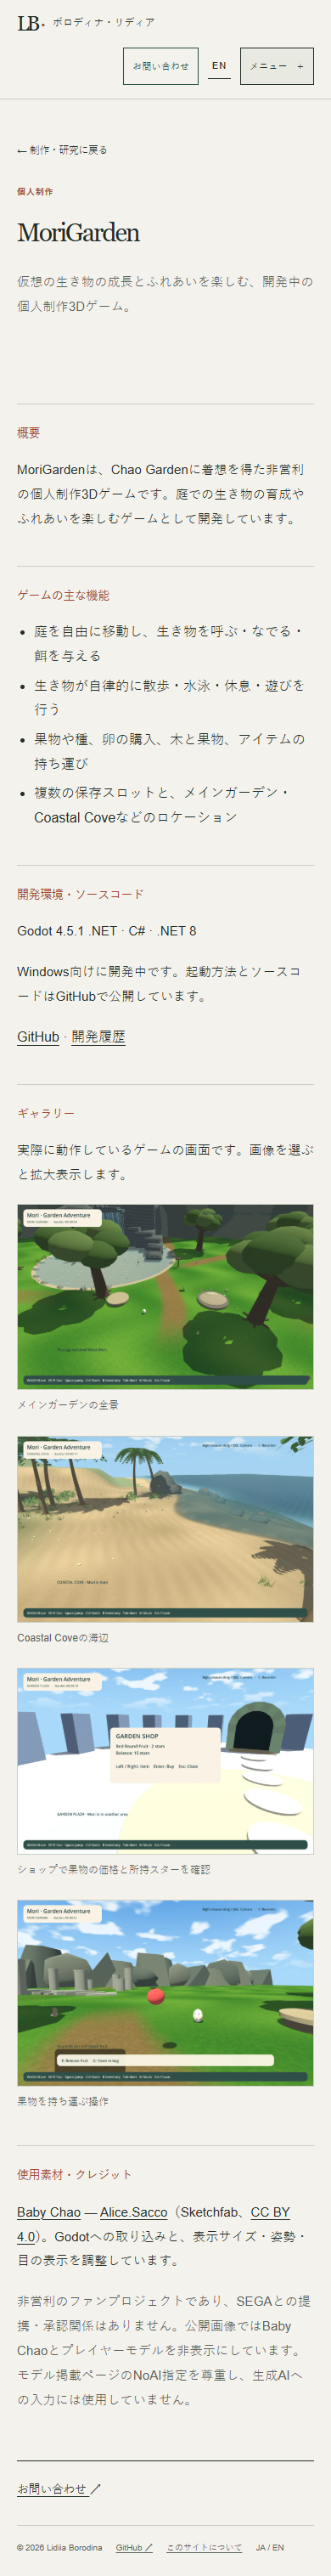 LB· ボロディナ・リディア
お問い合わせ EN メニュー +
← 制作・研究に戻る
個人制作
MoriGarden
仮想の生き物の成長とふれあいを楽しむ、開発中の
個人制作3Dゲーム。
概要
MoriGardenは、Chao Gardenに着想を得た非営利
の個人制作3Dゲームです。庭での生き物の育成や
ふれあいを楽しむゲームとして開発しています。
ゲームの主な機能
• 庭を自由に移動し、生き物を呼ぶ・なでる・
餌を与える
• 生き物が自律的に散歩・水泳・休息・遊びを
行う
• 果物や種、卵の購入、木と果物、アイテムの
持ち運び
• 複数の保存スロットと、メインガーデン・
Coastal Coveなどのロケーション
開発環境・ソースコード
Godot 4.5.1 .NET · C# · .NET 8
Windows向けに開発中です。起動方法とソースコ
ードはGitHubで公開しています。
GitHub · 開発履歴
ギャラリー
実際に動作しているゲームの画面です。画像を選ぶ
と拡大表示します。
Mori · Garden Adventure
メインガーデンの全景
Mori · Garden Adventure
Coastal Coveの海辺
Mori · Garden Adventure
GARDEN SHOP
Red Round Fruit · 2 stars
Balance: 15 stars
Left / Right: Item Enter: Buy Esc: Close
GARDEN PLAZA · Mori is in another area
ショップで果物の価格と所持スターを確認
Mori · Garden Adventure
果物を持ち運ぶ操作
使用素材・クレジット
Baby Chao — Alice.Sacco（Sketchfab、CC BY
4.0）。Godotへの取り込みと、表示サイズ・姿勢・
目の表示を調整しています。
非営利のファンプロジェクトであり、SEGAとの提
携・承認関係はありません。公開画像ではBaby
Chaoとプレイヤーモデルを非表示にしています。
モデル掲載ページのNoAI指定を尊重し、生成AIへ
の入力には使用していません。
お問い合わせ ↗
© 2026 Lidiia Borodina GitHub ↗ このサイトについて JA / EN